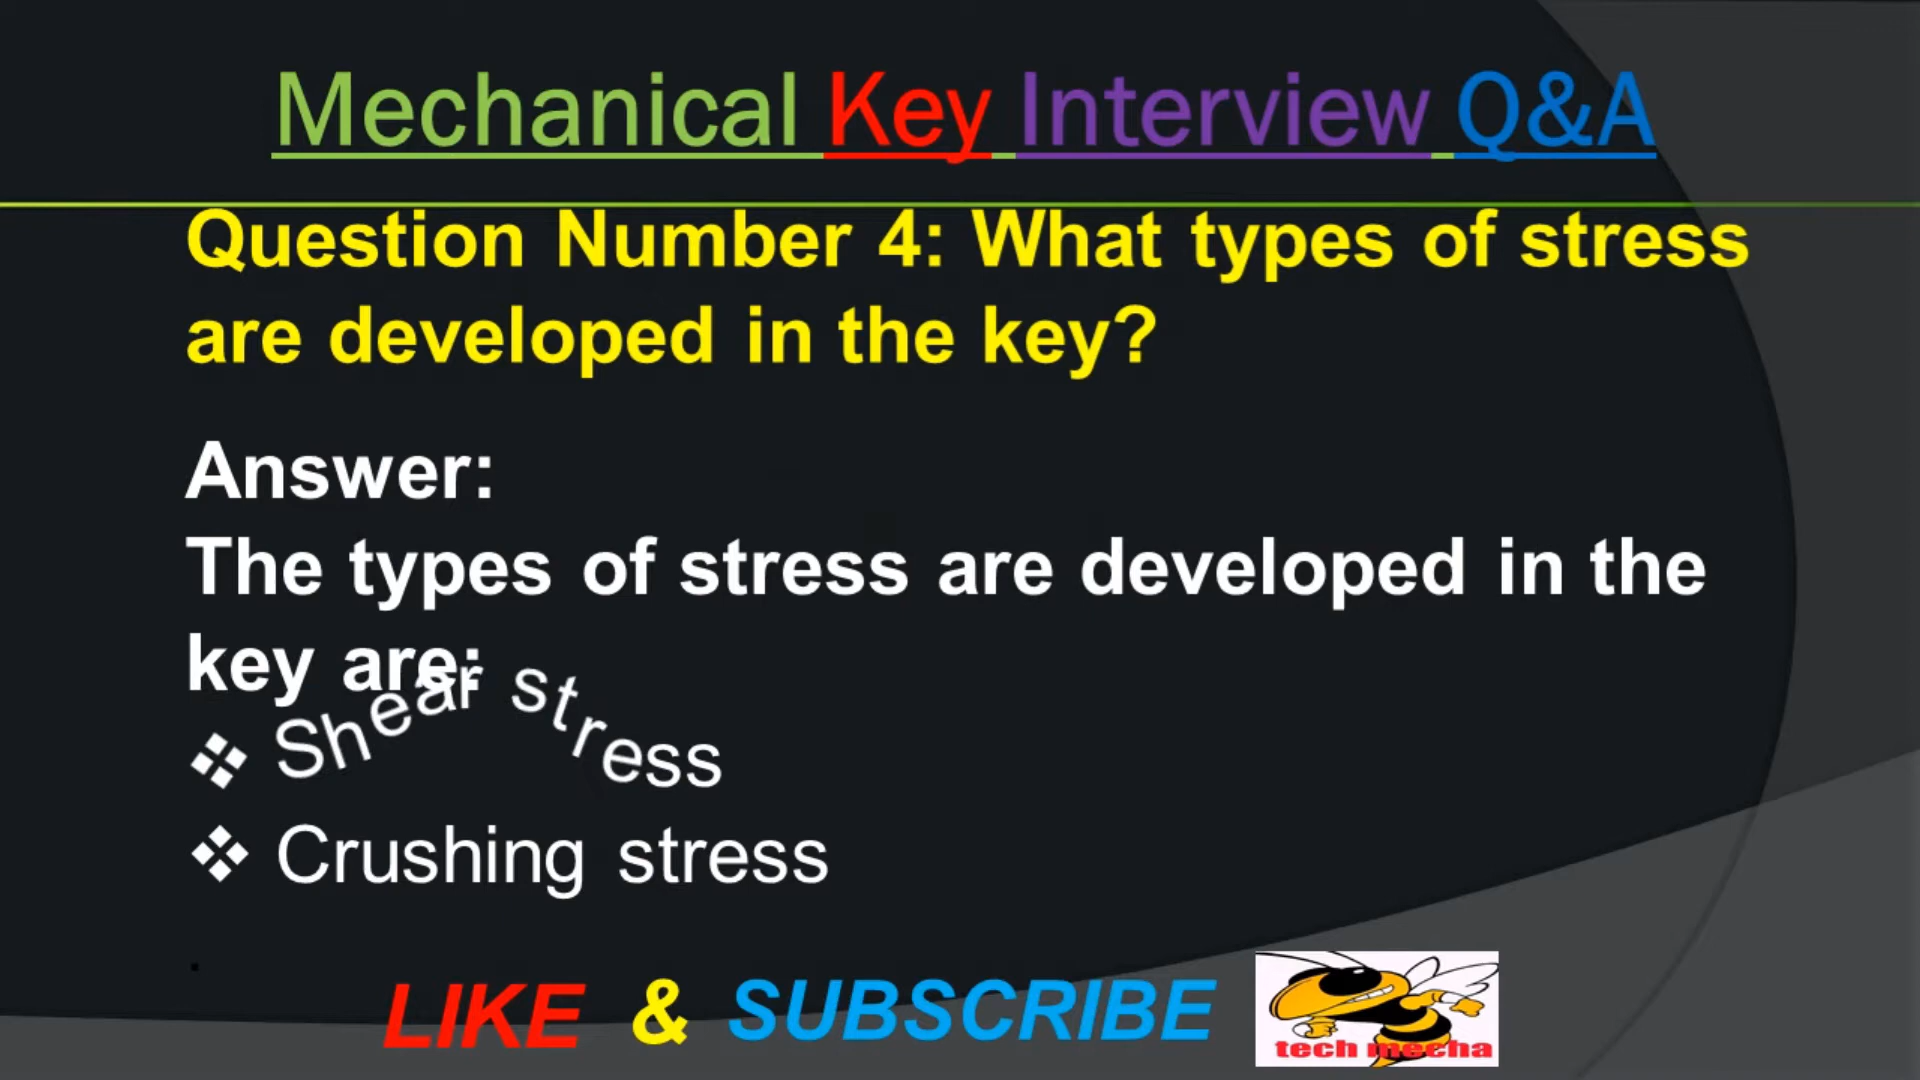 Mechanical Key Interview Q&A
Question Number 4: What types of stress
are developed in the key?
Answer:
The types of stress are developed in the
key are:
❖ Shear stress
❖ Crushing stress
.
LIKE & SUBSCRIBE
tech mecha